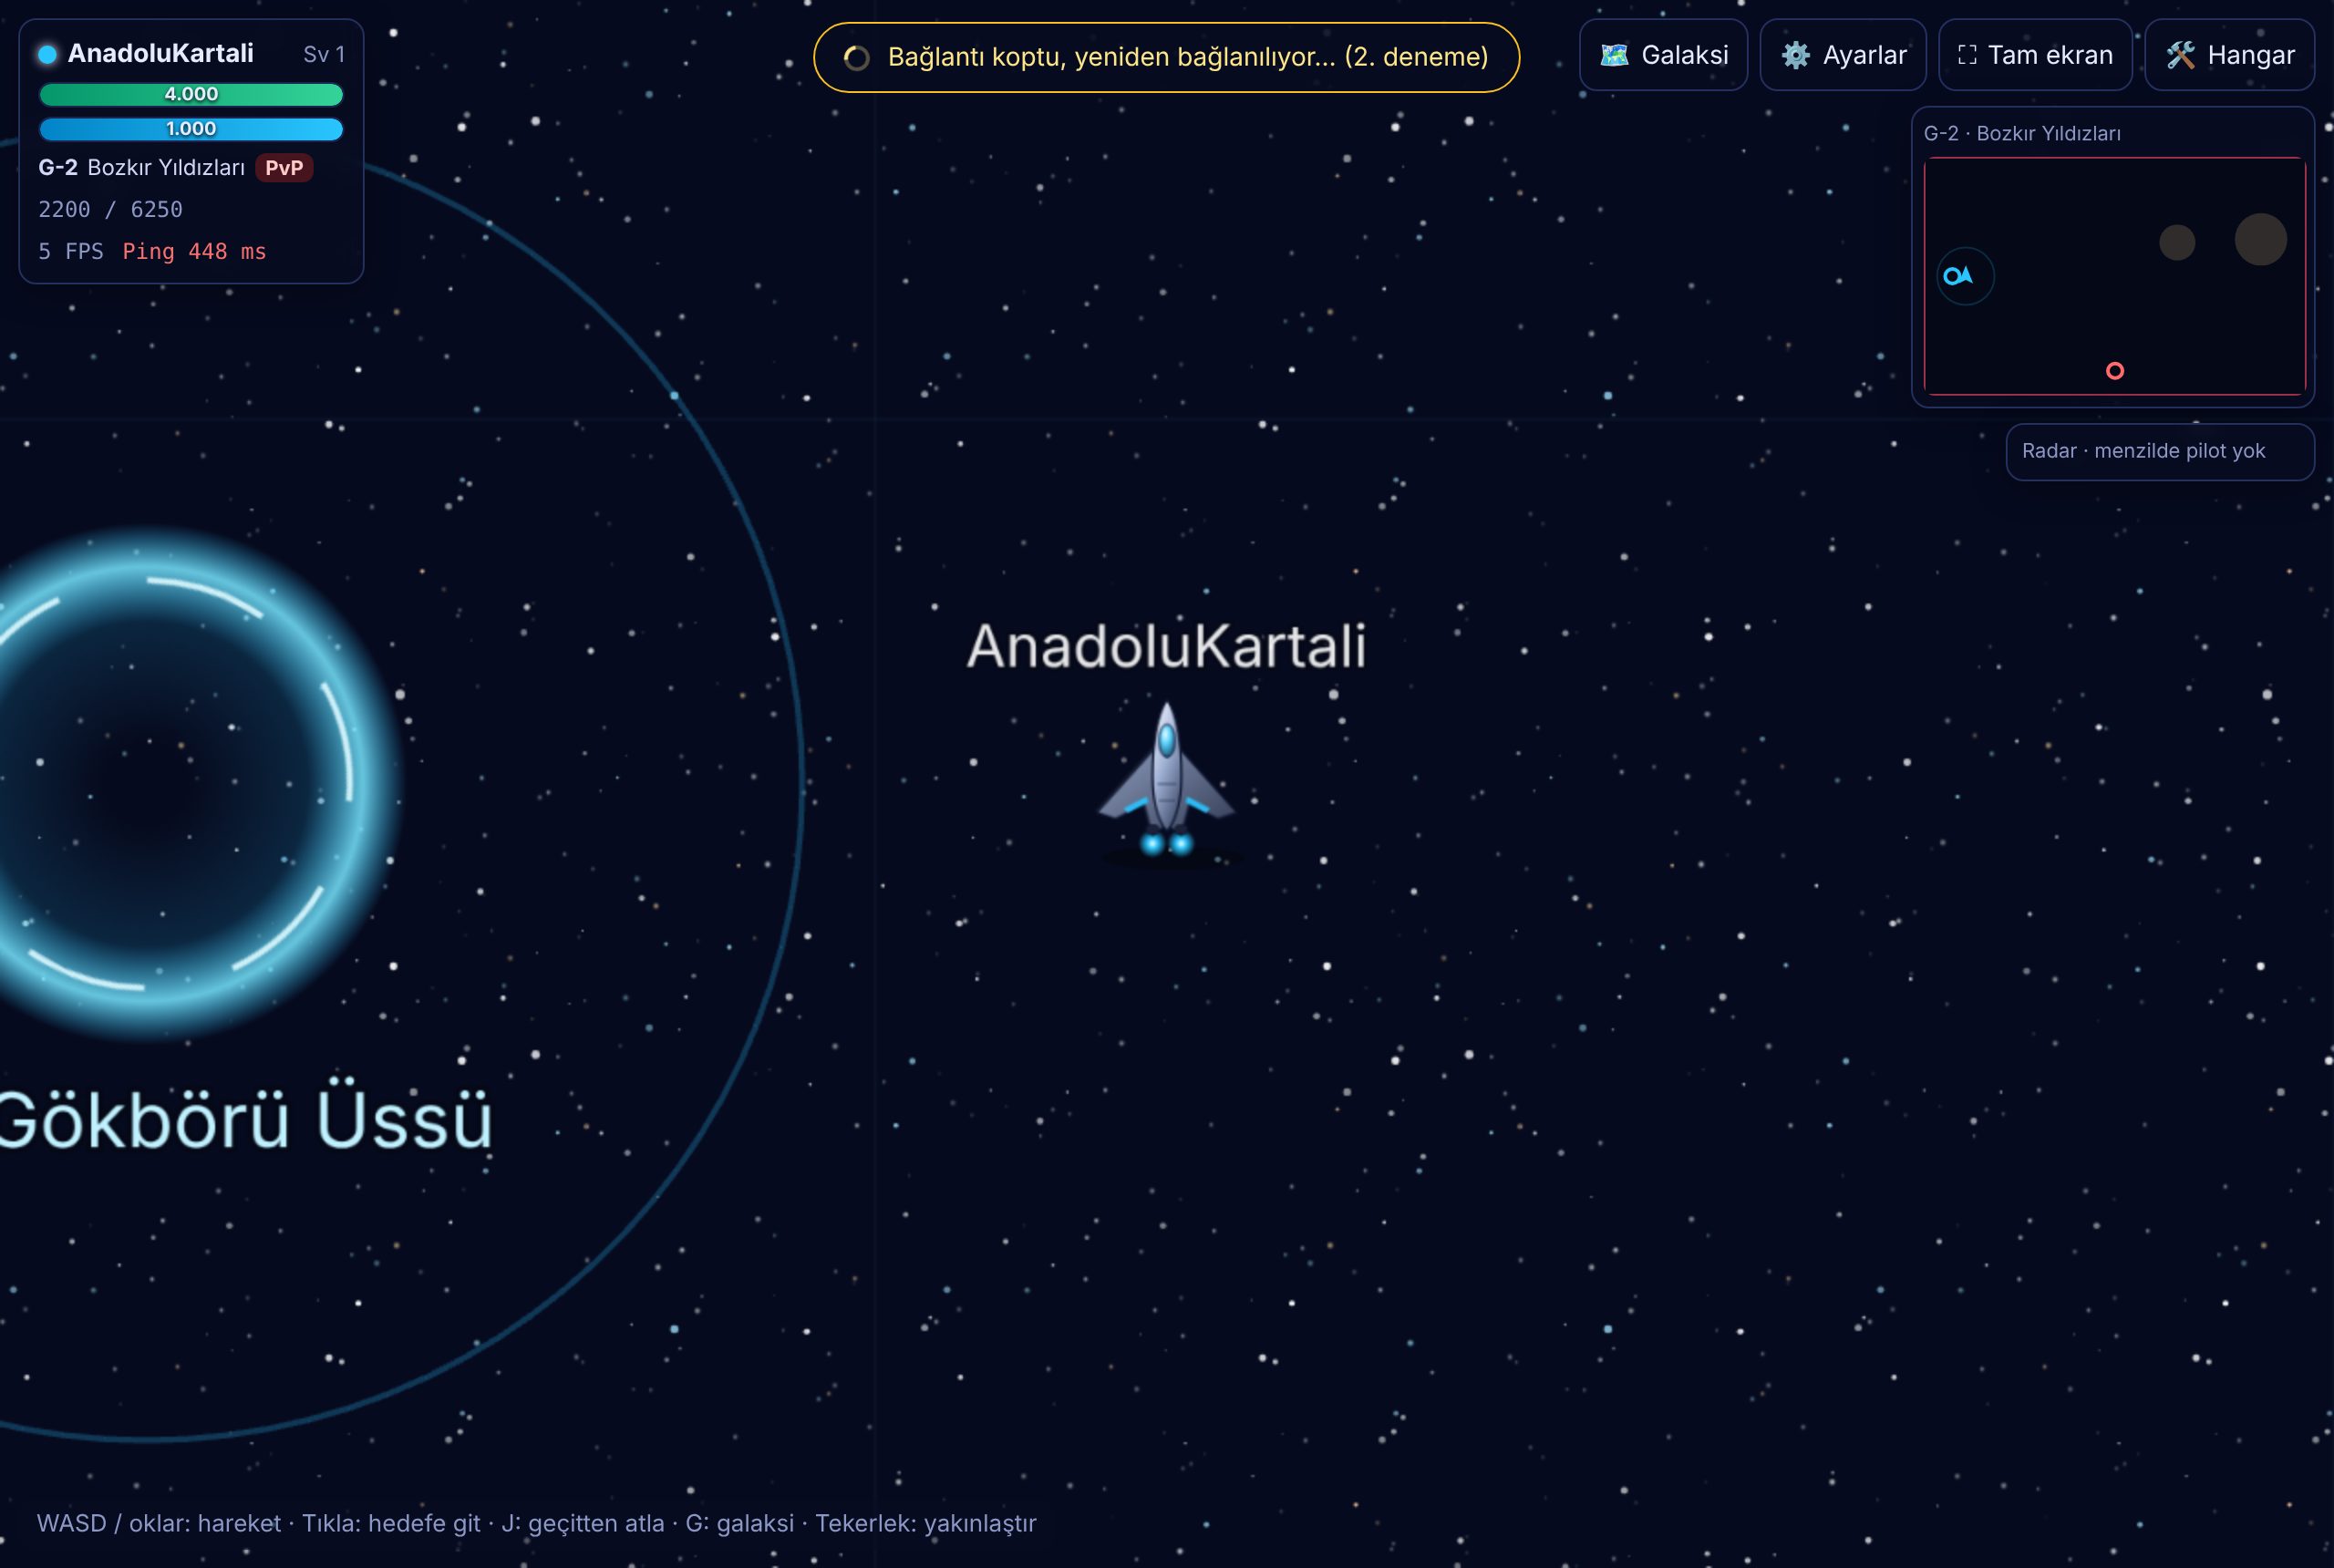 AnadoluKartali Sv 1
4.000
1.000
G-2 Bozkır Yıldızları PvP
2200 / 6250
5 FPS Ping 448 ms
Bağlantı koptu, yeniden bağlanılıyor... (2. deneme)
Galaksi
Ayarlar
Tam ekran
Hangar
G-2 · Bozkır Yıldızları
Radar · menzilde pilot yok
AnadoluKartali
Gökbörü Üssü
WASD / oklar: hareket · Tıkla: hedefe git · J: geçitten atla · G: galaksi · Tekerlek: yakınlaştır